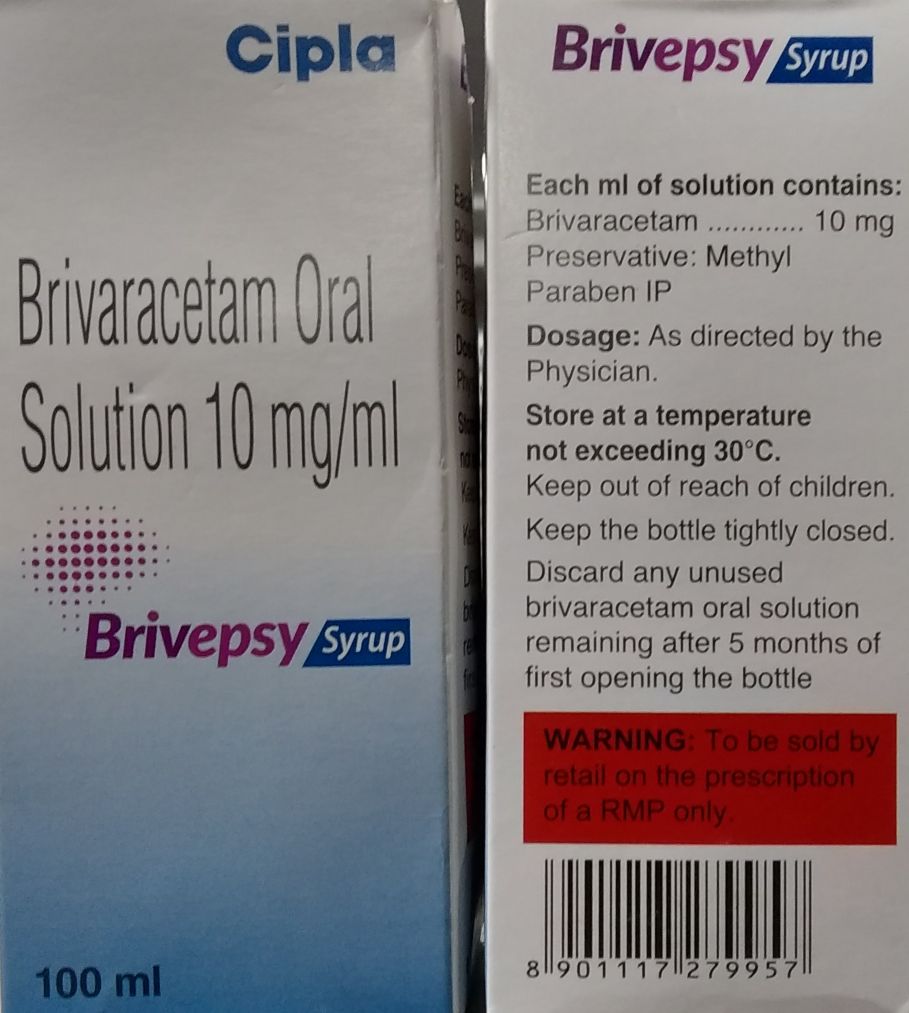 Cipla
Brivaracetam Oral
Solution 10 mg/ml
Brivepsy Syrup
100 ml
Brivepsy Syrup
Each ml of solution contains:
Brivaracetam ............ 10 mg
Preservative: Methyl
Paraben IP
Dosage: As directed by the
Physician.
Store at a temperature
not exceeding 30°C.
Keep out of reach of children.
Keep the bottle tightly closed.
Discard any unused
brivaracetam oral solution
remaining after 5 months of
first opening the bottle
WARNING: To be sold by
retail on the prescription
of a RMP only.
8 901117 279957